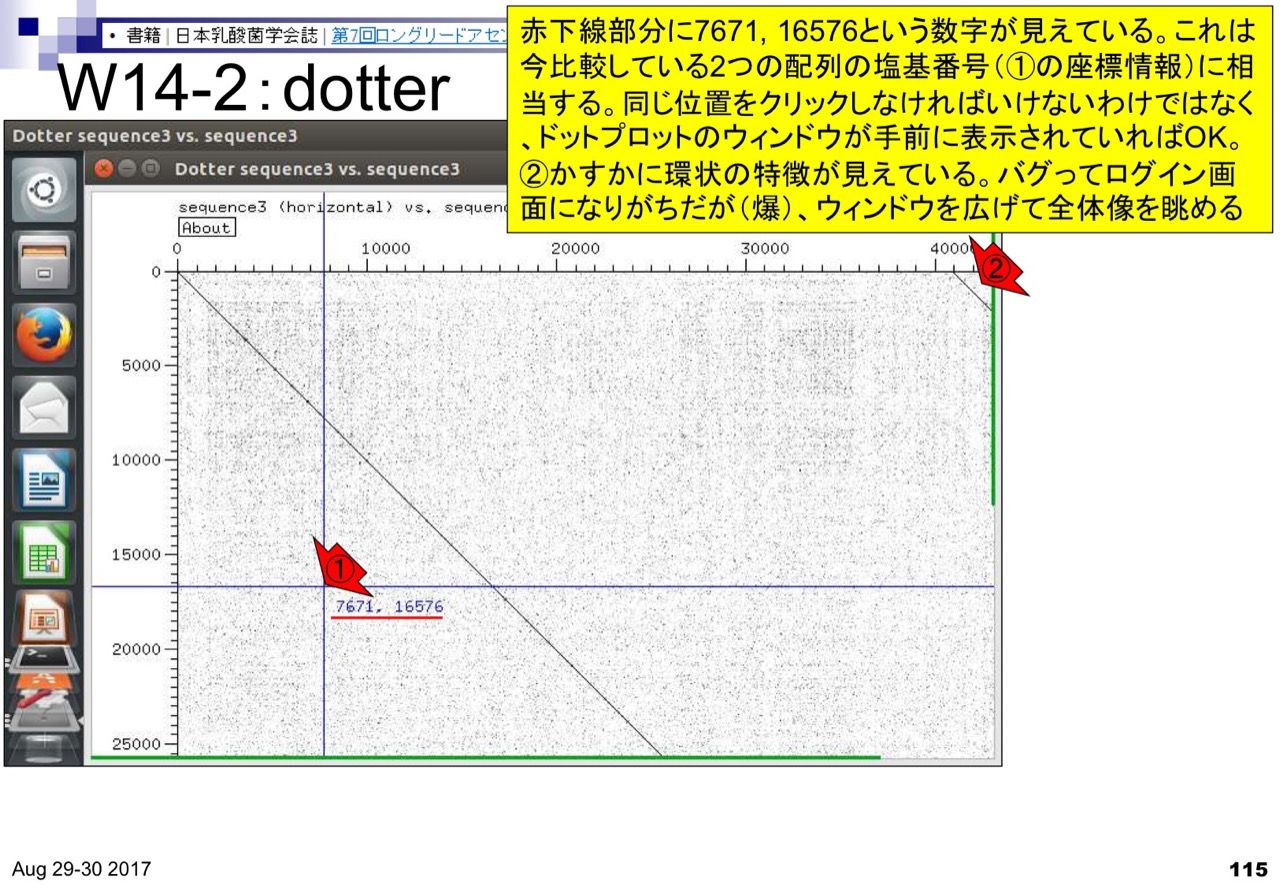 • 書籍 | 日本乳酸菌学会誌 | 第7回ロングリードアセ
W14-2：dotter
赤下線部分に7671, 16576という数字が見えている。これは
今比較している2つの配列の塩基番号（①の座標情報）に相
当する。同じ位置をクリックしなければいけないわけではなく
、ドットプロットのウィンドウが手前に表示されていればOK。
②かすかに環状の特徴が見えている。バグってログイン画
面になりがちだが（爆）、ウィンドウを広げて全体像を眺める
Dotter sequence3 vs. sequence3
Dotter sequence3 vs. sequence3
sequence3 (horizontal) vs. sequen
About
0 10000 20000 30000 4000
②
0
5000
10000
15000
①
7671, 16576
20000
25000
Aug 29-30 2017
115